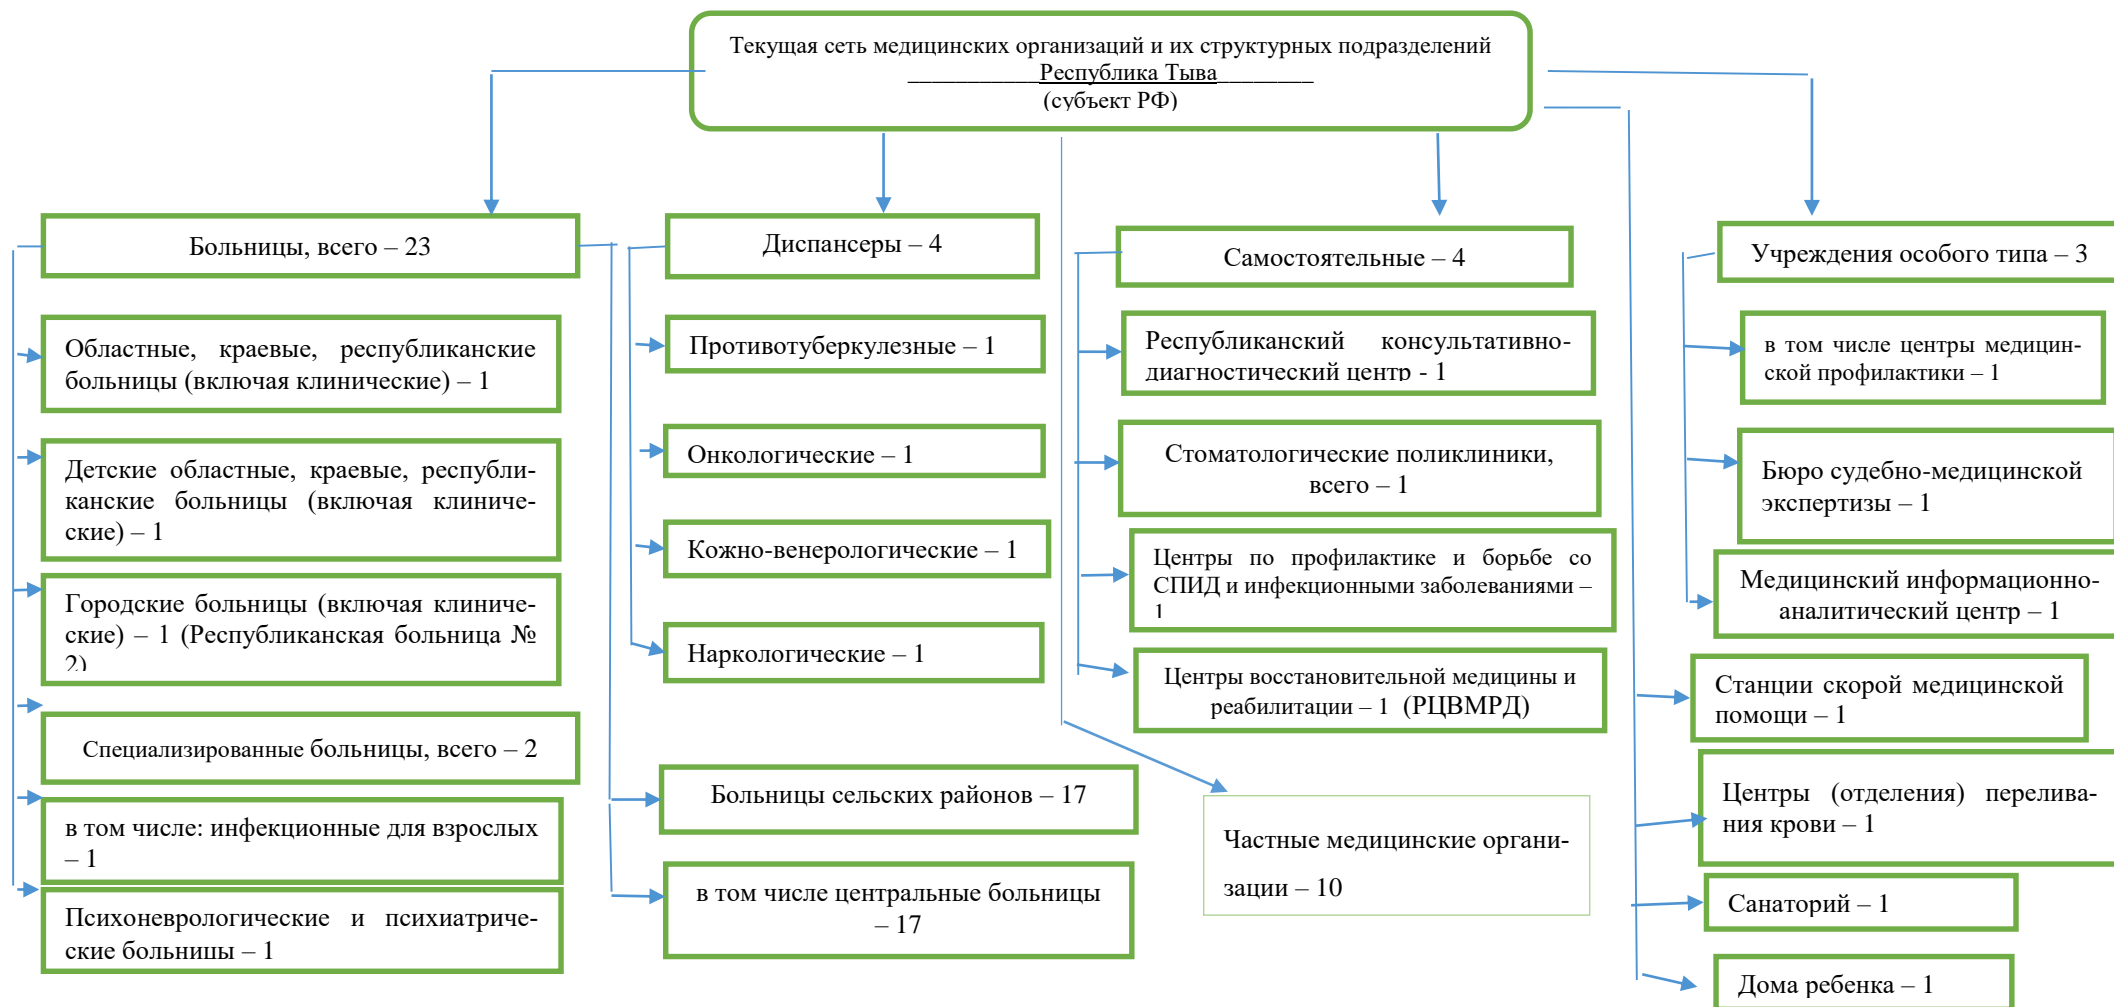 Текущая сеть медицинских организаций и их структурных подразделений
___________Республика Тыва________
(субъект РФ)
Больницы, всего – 23
Областные, краевые, республиканские
больницы (включая клинические) – 1
Детские областные, краевые, республи-
канские больницы (включая клиниче-
ские) – 1
Городские больницы (включая клиниче-
ские) – 1 (Республиканская больница №
2)
Специализированные больницы, всего – 2
в том числе: инфекционные для взрослых
– 1
Психоневрологические и психиатриче-
ские больницы – 1
Диспансеры – 4
Противотуберкулезные – 1
Онкологические – 1
Кожно-венерологические – 1
Наркологические – 1
Больницы сельских районов – 17
в том числе центральные больницы
– 17
Самостоятельные – 4
Республиканский консультативно-
диагностический центр - 1
Стоматологические поликлиники,
всего – 1
Центры по профилактике и борьбе со
СПИД и инфекционными заболеваниями –
1
Центры восстановительной медицины и
реабилитации – 1 (РЦВМРД)
Частные медицинские органи-
зации – 10
Учреждения особого типа – 3
в том числе центры медицин-
ской профилактики – 1
Бюро судебно-медицинской
экспертизы – 1
Медицинский информационно-
аналитический центр – 1
Станции скорой медицинской
помощи – 1
Центры (отделения) перелива-
ния крови – 1
Санаторий – 1
Дома ребенка – 1